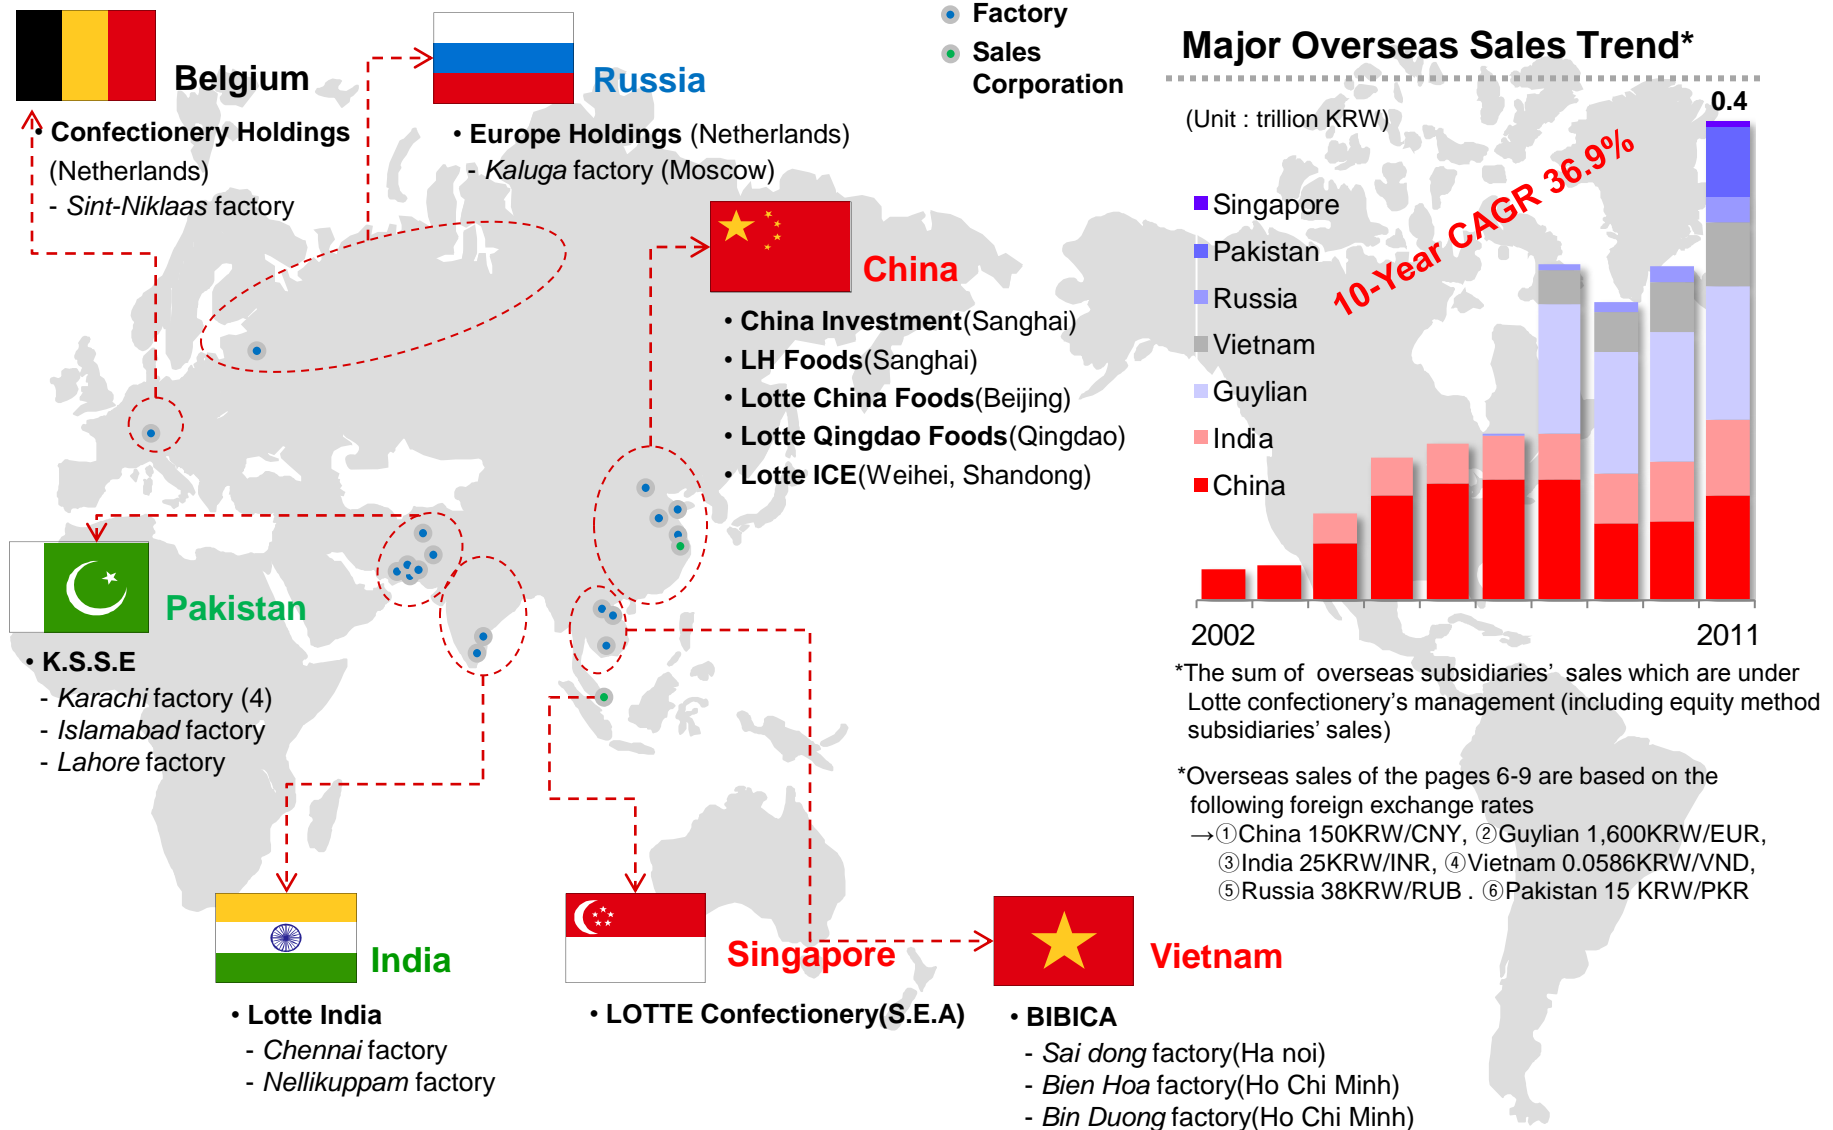 Factory
Sales
Corporation
Belgium
• Confectionery Holdings
(Netherlands)
- Sint-Niklaas factory
Russia
• Europe Holdings (Netherlands)
- Kaluga factory (Moscow)
China
• China Investment(Sanghai)
• LH Foods(Sanghai)
• Lotte China Foods(Beijing)
• Lotte Qingdao Foods(Qingdao)
• Lotte ICE(Weihei, Shandong)
Pakistan
• K.S.S.E
- Karachi factory (4)
- Islamabad factory
- Lahore factory
India
• Lotte India
- Chennai factory
- Nellikuppam factory
Singapore
• LOTTE Confectionery(S.E.A)
Vietnam
• BIBICA
- Sai dong factory(Ha noi)
- Bien Hoa factory(Ho Chi Minh)
- Bin Duong factory(Ho Chi Minh)
Major Overseas Sales Trend*
(Unit : trillion KRW)
0.4
10-Year CAGR 36.9%
Singapore
Pakistan
Russia
Vietnam
Guylian
India
China
2002
2011
*The sum of overseas subsidiaries' sales which are under
Lotte confectionery's management (including equity method
subsidiaries' sales)
*Overseas sales of the pages 6-9 are based on the
following foreign exchange rates
→①China 150KRW/CNY, ②Guylian 1,600KRW/EUR,
③India 25KRW/INR, ④Vietnam 0.0586KRW/VND,
⑤Russia 38KRW/RUB . ⑥Pakistan 15 KRW/PKR